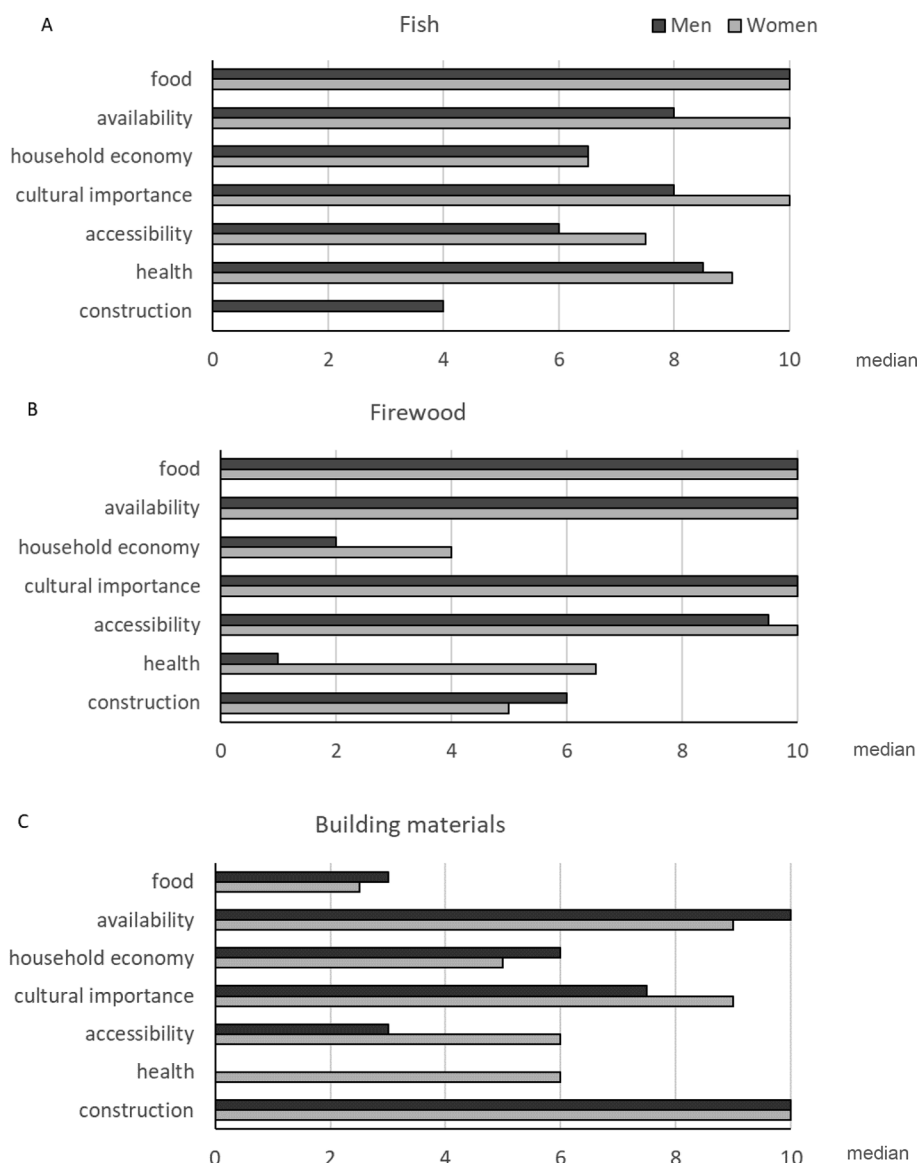 A
Fish
Men Women
food
availability
household economy
cultural importance
accessibility
health
construction
0 2 4 6 8 10 median
B
Firewood
food
availability
household economy
cultural importance
accessibility
health
construction
0 2 4 6 8 10 median
C
Building materials
food
availability
household economy
cultural importance
accessibility
health
construction
0 2 4 6 8 10 median